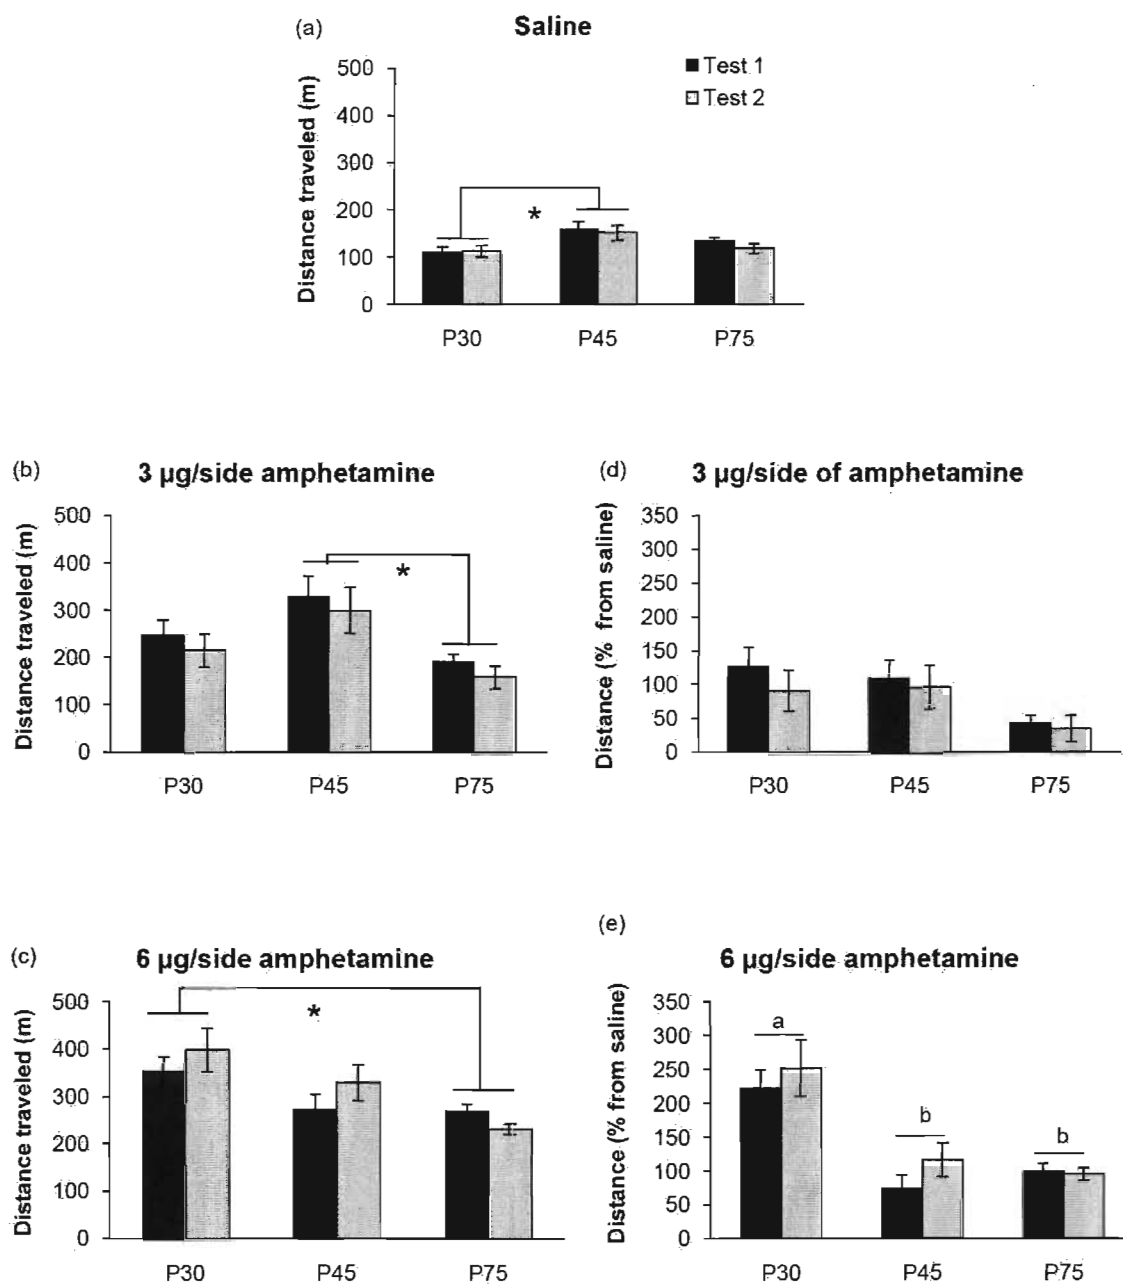 (a) Saline
Test 1
Test 2
Distance traveled (m)
500
400
300
200
100
0
*
P30 P45 P75
(b) 3 µg/side amphetamine
Distance traveled (m)
500
400
300
200
100
0
*
P30 P45 P75
(d) 3 µg/side of amphetamine
Distance (% from saline)
350
300
250
200
150
100
50
0
P30 P45 P75
(c) 6 µg/side amphetamine
Distance traveled (m)
500
400
300
200
100
0
*
P30 P45 P75
(e) 6 µg/side amphetamine
Distance (% from saline)
350
300
250
200
150
100
50
0
a
b
b
P30 P45 P75